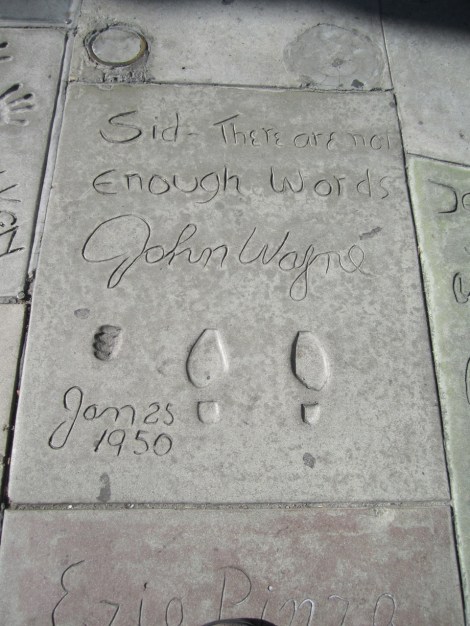 Sid - There are not
Enough Words
John Wayne
Jan 25
1950
Ezio Pinza